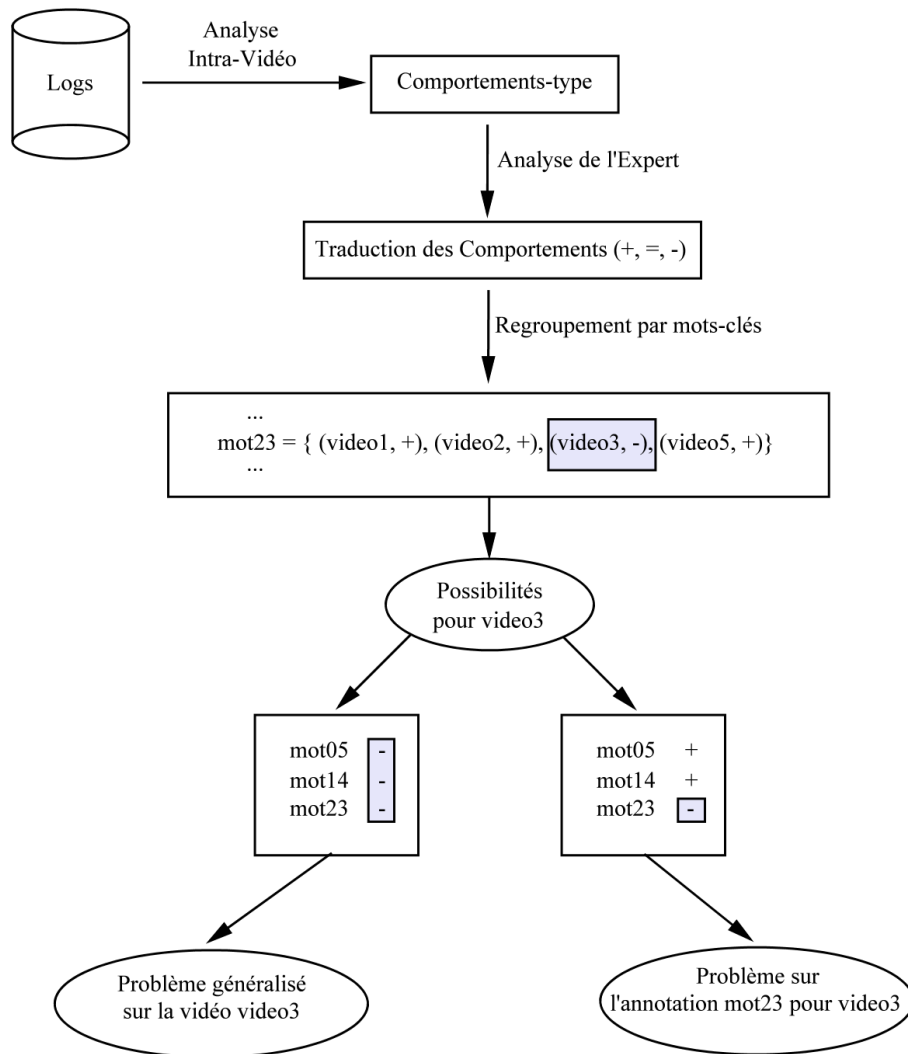 Analyse
Intra-Vidéo
Logs
Comportements-type
Analyse de l'Expert
Traduction des Comportements (+, =, -)
Regroupement par mots-clés
...
mot23 = { (video1, +), (video2, +), (video3, -), (video5, +)}
...
Possibilités
pour video3
mot05 -
mot14 -
mot23 -
mot05 +
mot14 +
mot23 -
Problème généralisé
sur la vidéo video3
Problème sur
l'annotation mot23 pour video3